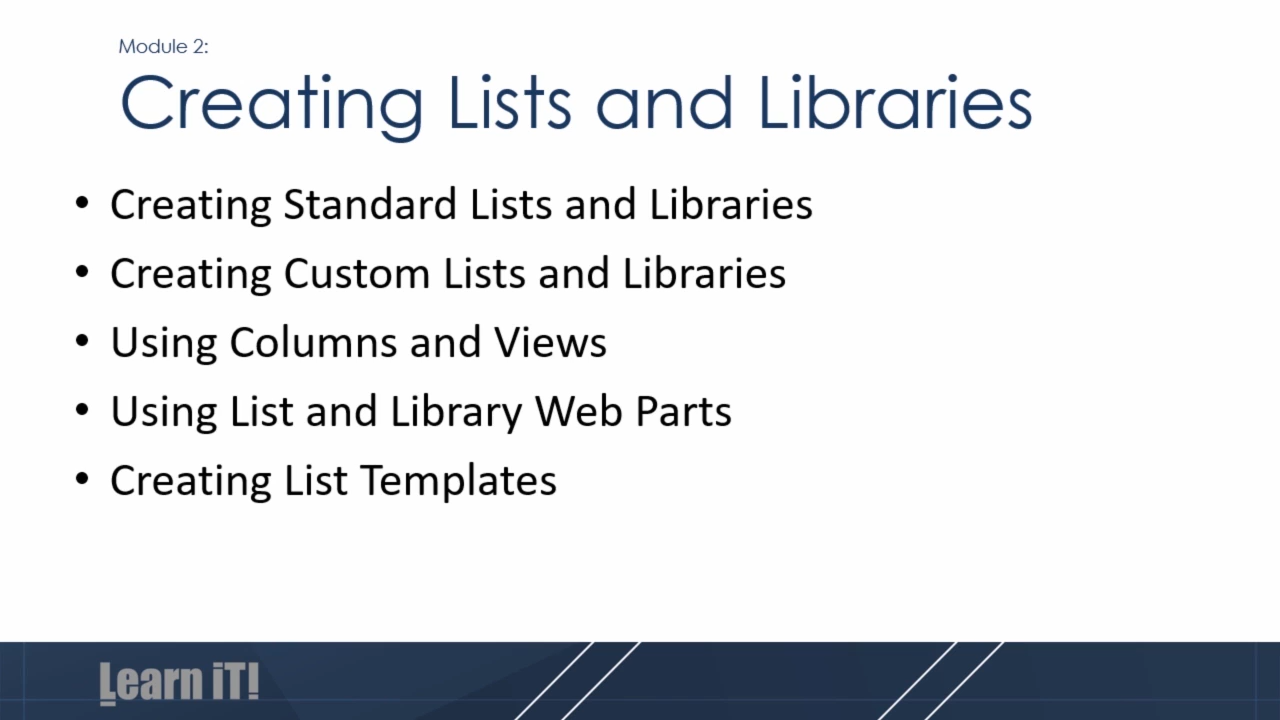 Module 2:
Creating Lists and Libraries
• Creating Standard Lists and Libraries
• Creating Custom Lists and Libraries
• Using Columns and Views
• Using List and Library Web Parts
• Creating List Templates
Learn iT!